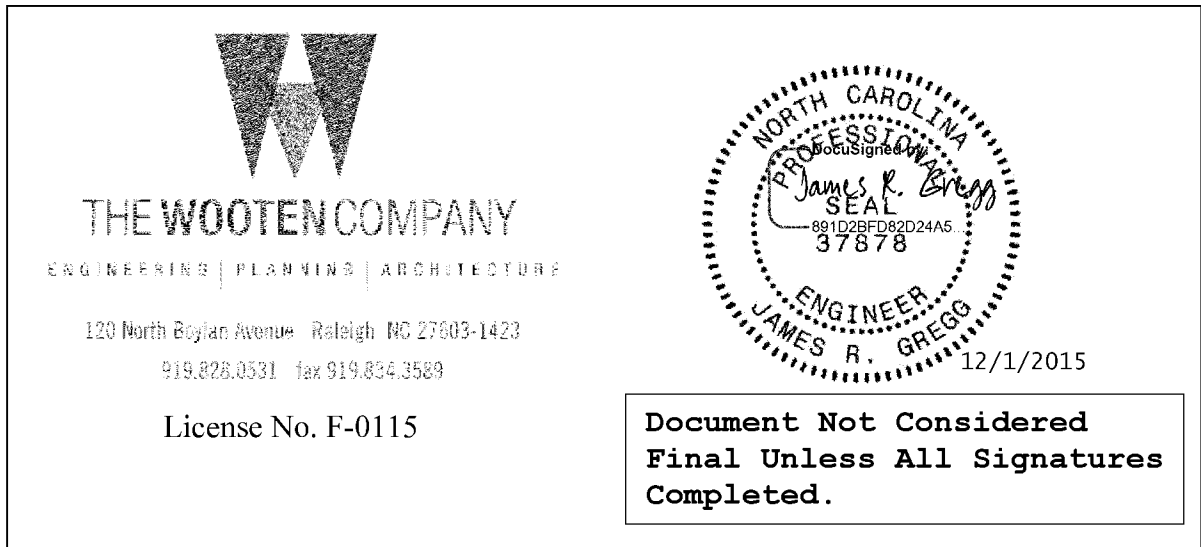 THE WOOTEN COMPANY
ENGINEERING | PLANNING | ARCHITECTURE
120 North Boylan Avenue Raleigh NC 27603-1423
919.828.0531 fax 919.834.3589
License No. F-0115
NORTH CAROLINA
PROFESSIONAL
DocuSigned by:
James R. Gregg
SEAL
891D2BFD82D24A5...
37878
ENGINEER
JAMES R. GREGG
12/1/2015
Document Not Considered
Final Unless All Signatures
Completed.